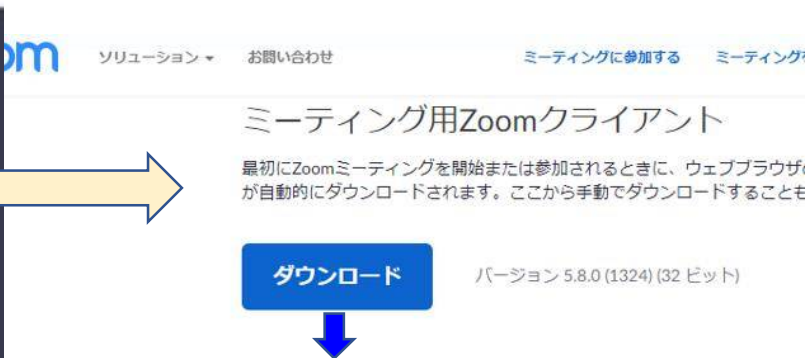 om ソリューション お問い合わせ ミーティングに参加する ミーティングを
ミーティング用Zoomクライアント
最初にZoomミーティングを開始または参加されるときに、ウェブブラウザの
が自動的にダウンロードされます。ここから手動でダウンロードすることも
ダウンロード バージョン 5.8.0 (1324) (32 ビット)